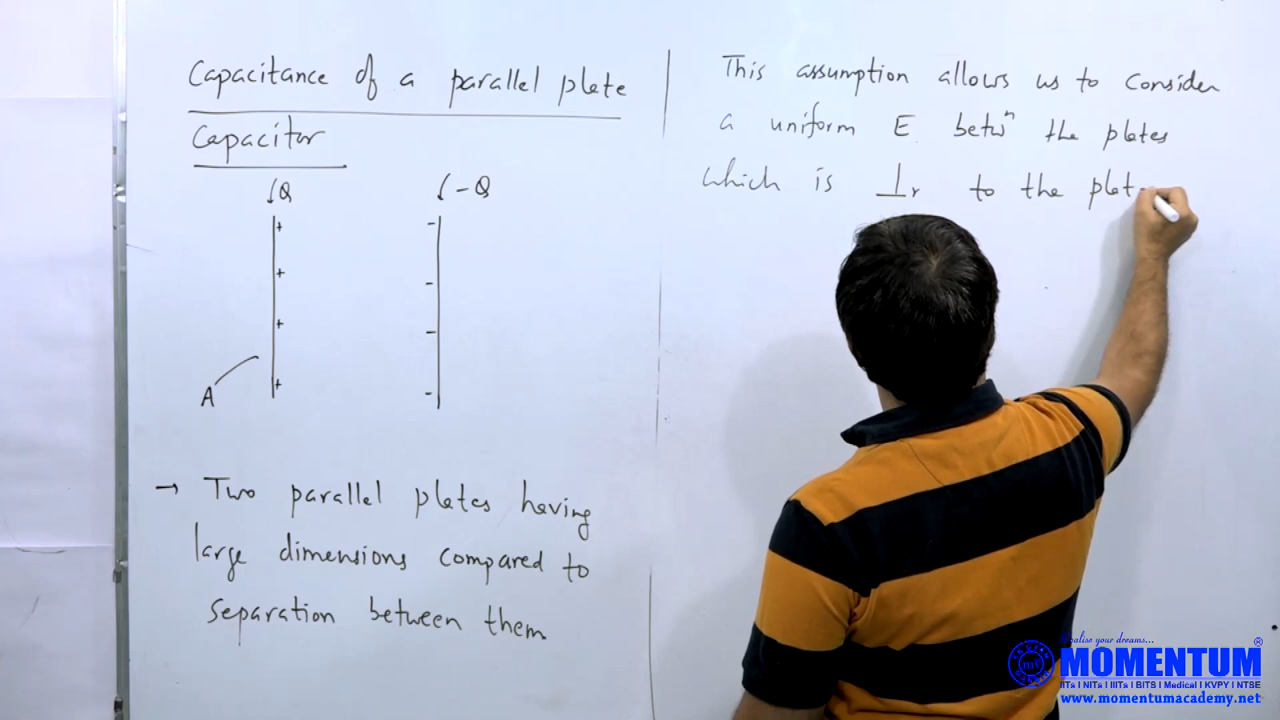 Capacitance of a parallel plate
Capacitor
Q
-Q
+
+
+
+
-
-
-
-
A
→ Two parallel plates having
large dimensions compared to
separation between them
This assumption allows us to consider
a uniform E betwⁿ the plates
which is ⊥r to the plat
MOMENTUM®
IITs | NITs | IIITs | BITS | Medical | KVPY | NTSE
www.momentumacademy.net